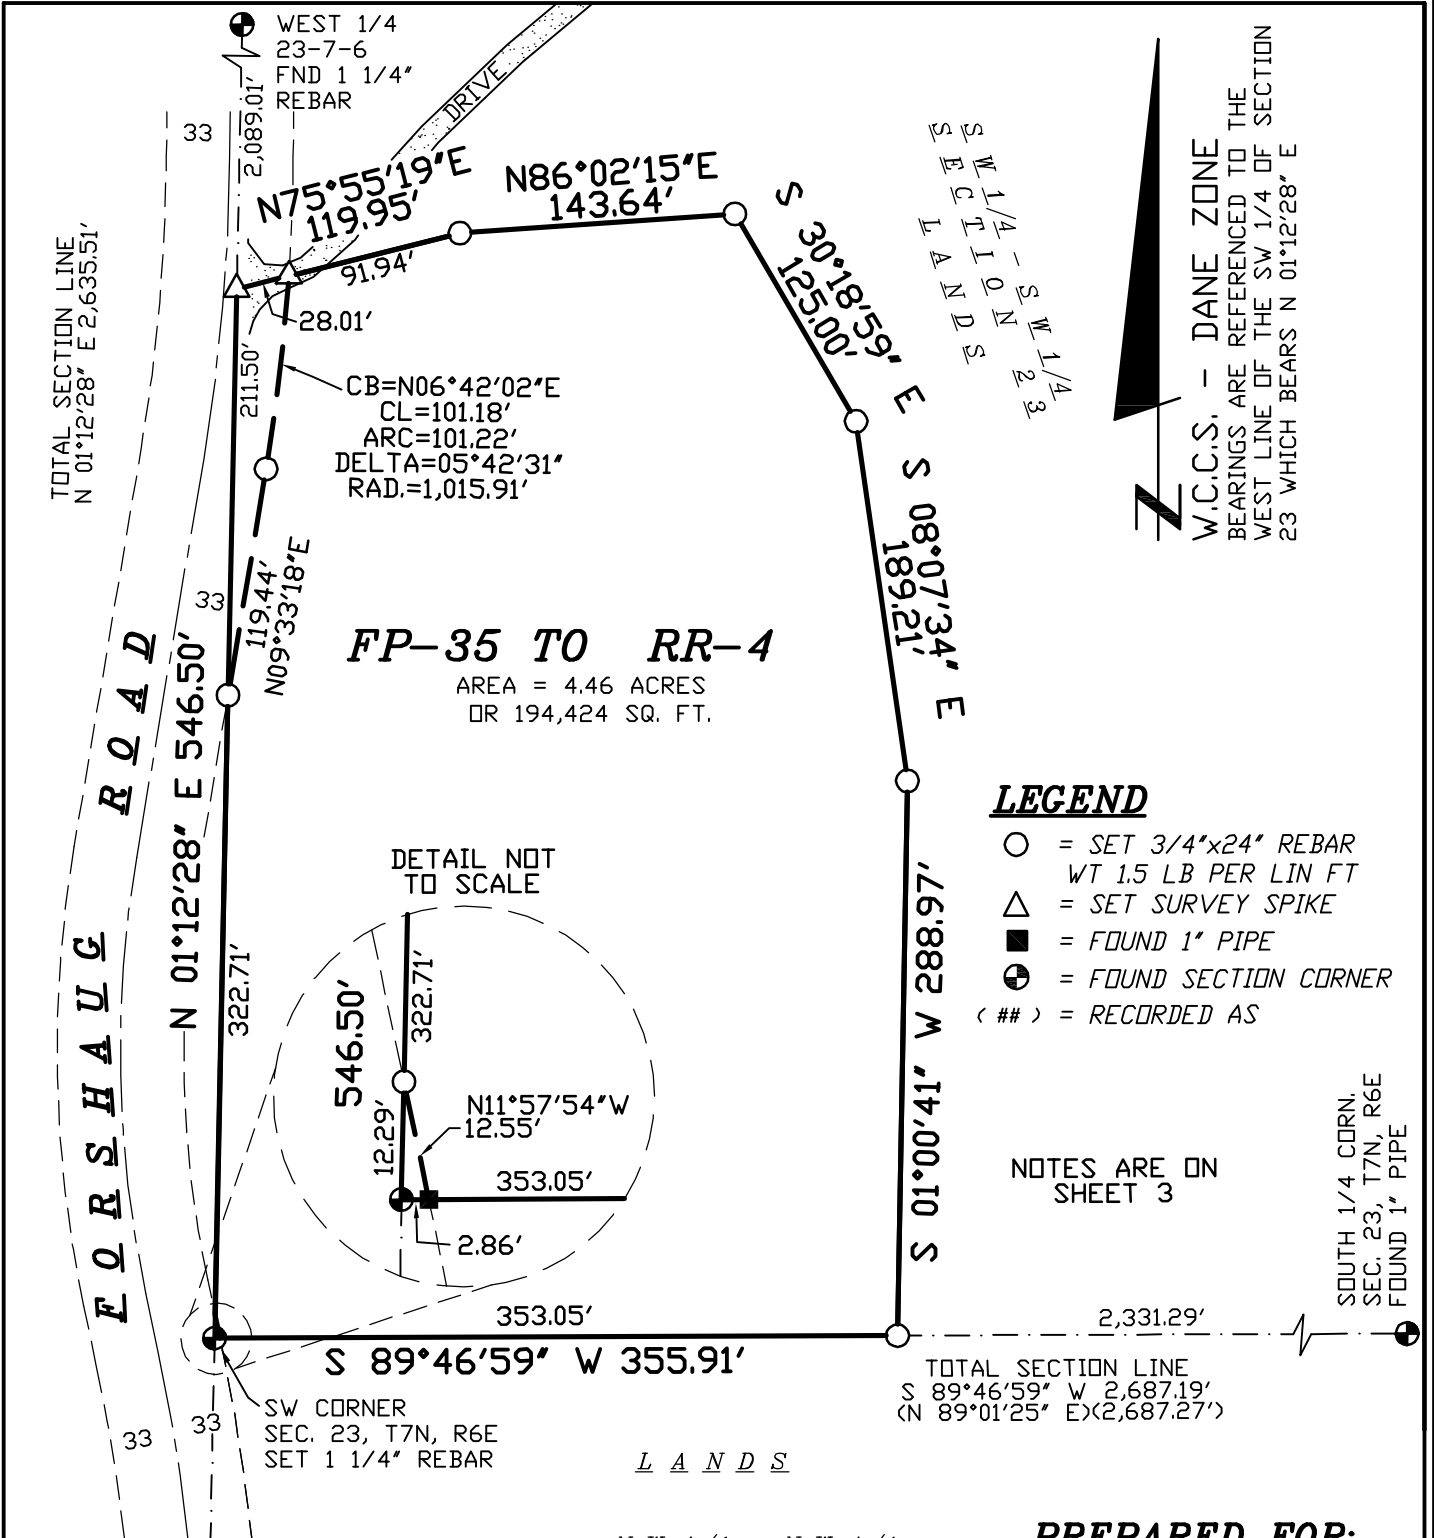 WEST 1/4
23-7-6
FND 1 1/4"
REBAR
2,089.01'
33
DRIVE
N75°55'19"E
119.95'
N86°02'15"E
143.64'
S 30°18'59" E
125.00'
SW 1/4 - SW 1/4
SECTION 23
LANDS
W.C.C.S. - DANE ZONE
BEARINGS ARE REFERENCED TO THE
WEST LINE OF THE SW 1/4 OF SECTION
23 WHICH BEARS N 01°12'28" E
N
TOTAL SECTION LINE
N 01°12'28" E 2,635.51'
91.94'
28.01'
211.50'
CB=N06°42'02"E
CL=101.18'
ARC=101.22'
DELTA=05°42'31"
RAD.=1,015.91'
S 08°07'34" E
189.21'
33
119.44'
N09°33'18"E
FP-35 TO RR-4
AREA = 4.46 ACRES
OR 194,424 SQ. FT.
FORSHAUG ROAD
N 01°12'28" E 546.50'
322.71'
LEGEND
= SET 3/4"x24" REBAR
WT 1.5 LB PER LIN FT
= SET SURVEY SPIKE
= FOUND 1" PIPE
= FOUND SECTION CORNER
( ## ) = RECORDED AS
DETAIL NOT
TO SCALE
546.50'
322.71'
12.29'
N11°57'54"W
12.55'
353.05'
2.86'
S 01°00'41" W 288.97'
NOTES ARE ON
SHEET 3
SOUTH 1/4 CORN.
SEC. 23, T7N, R6E
FOUND 1" PIPE
353.05'
S 89°46'59" W 355.91'
2,331.29'
TOTAL SECTION LINE
S 89°46'59" W 2,687.19'
(N 89°01'25" E)(2,687.27')
SW CORNER
SEC. 23, T7N, R6E
SET 1 1/4" REBAR
33
33
LANDS
PREPARED FOR: